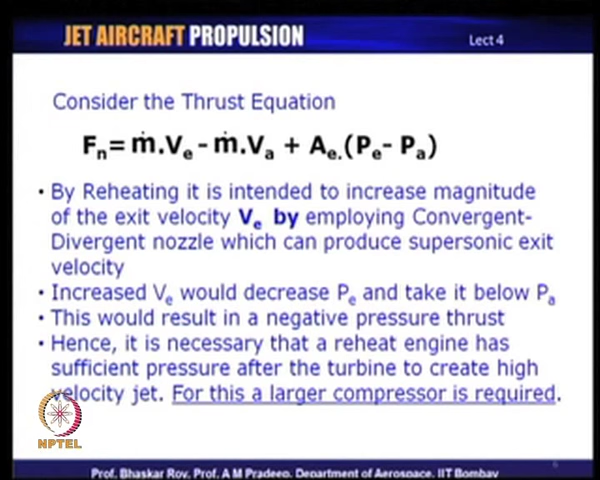 JET AIRCRAFT PROPULSION
Lect 4
Consider the Thrust Equation
Fₙ= ṁ.Vₑ - ṁ.Vₐ + Aₑ.(Pₑ- Pₐ)
• By Reheating it is intended to increase magnitude
of the exit velocity Vₑ by employing Convergent-
Divergent nozzle which can produce supersonic exit
velocity
• Increased Vₑ would decrease Pₑ and take it below Pₐ
• This would result in a negative pressure thrust
• Hence, it is necessary that a reheat engine has
sufficient pressure after the turbine to create high
velocity jet. For this a larger compressor is required.
NPTEL
6
Prof. Bhaskar Roy, Prof. A M Pradeep, Department of Aerospace, IIT Bombay